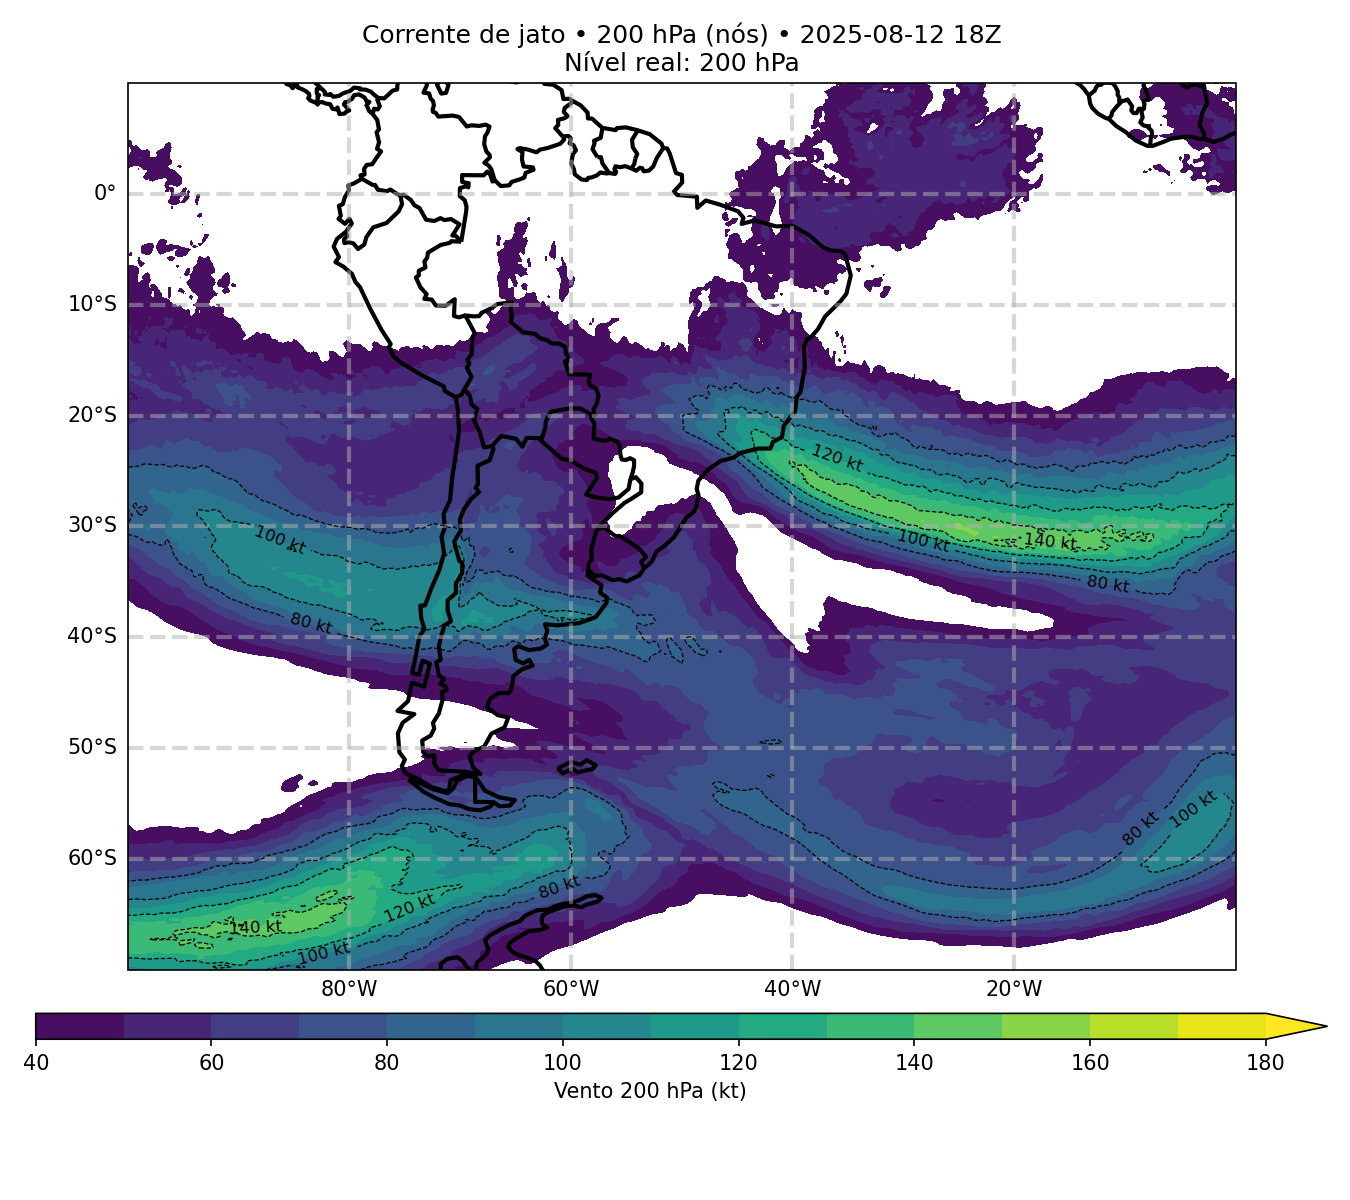 Corrente de jato • 200 hPa (nós) • 2025-08-12 18Z
Nível real: 200 hPa
0°
10°S
20°S
30°S
40°S
50°S
60°S
120 kt
100 kt
100 kt
140 kt
80 kt
80 kt
100 kt
80 kt
80 kt
120 kt
140 kt
100 kt
80°W
60°W
40°W
20°W
40
60
80
100
120
140
160
180
Vento 200 hPa (kt)